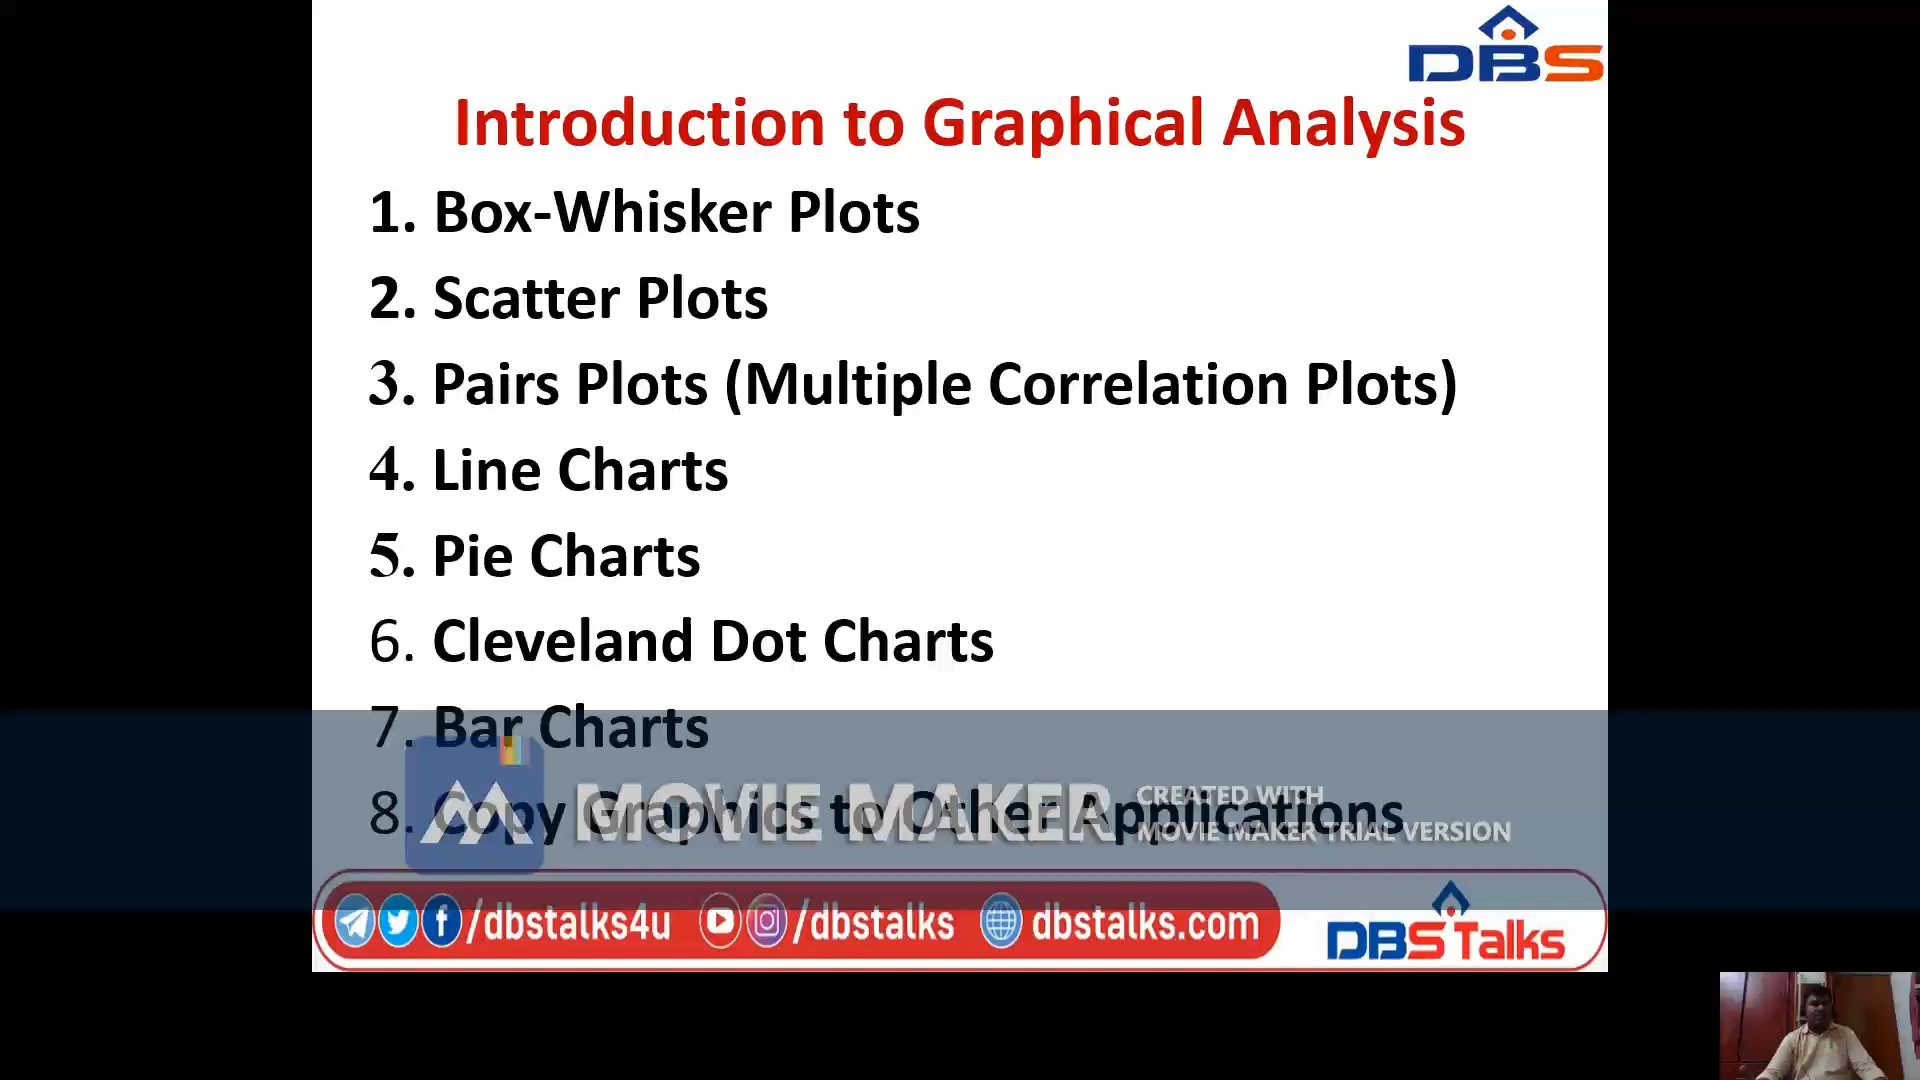 DBS
Introduction to Graphical Analysis
1. Box-Whisker Plots
2. Scatter Plots
3. Pairs Plots (Multiple Correlation Plots)
4. Line Charts
5. Pie Charts
6. Cleveland Dot Charts
7. Bar Charts
8. Copy Graphics to Other Applications
MOVIE MAKER
CREATED WITH
MOVIE MAKER TRIAL VERSION
/dbstalks4u /dbstalks dbstalks.com
DBS Talks